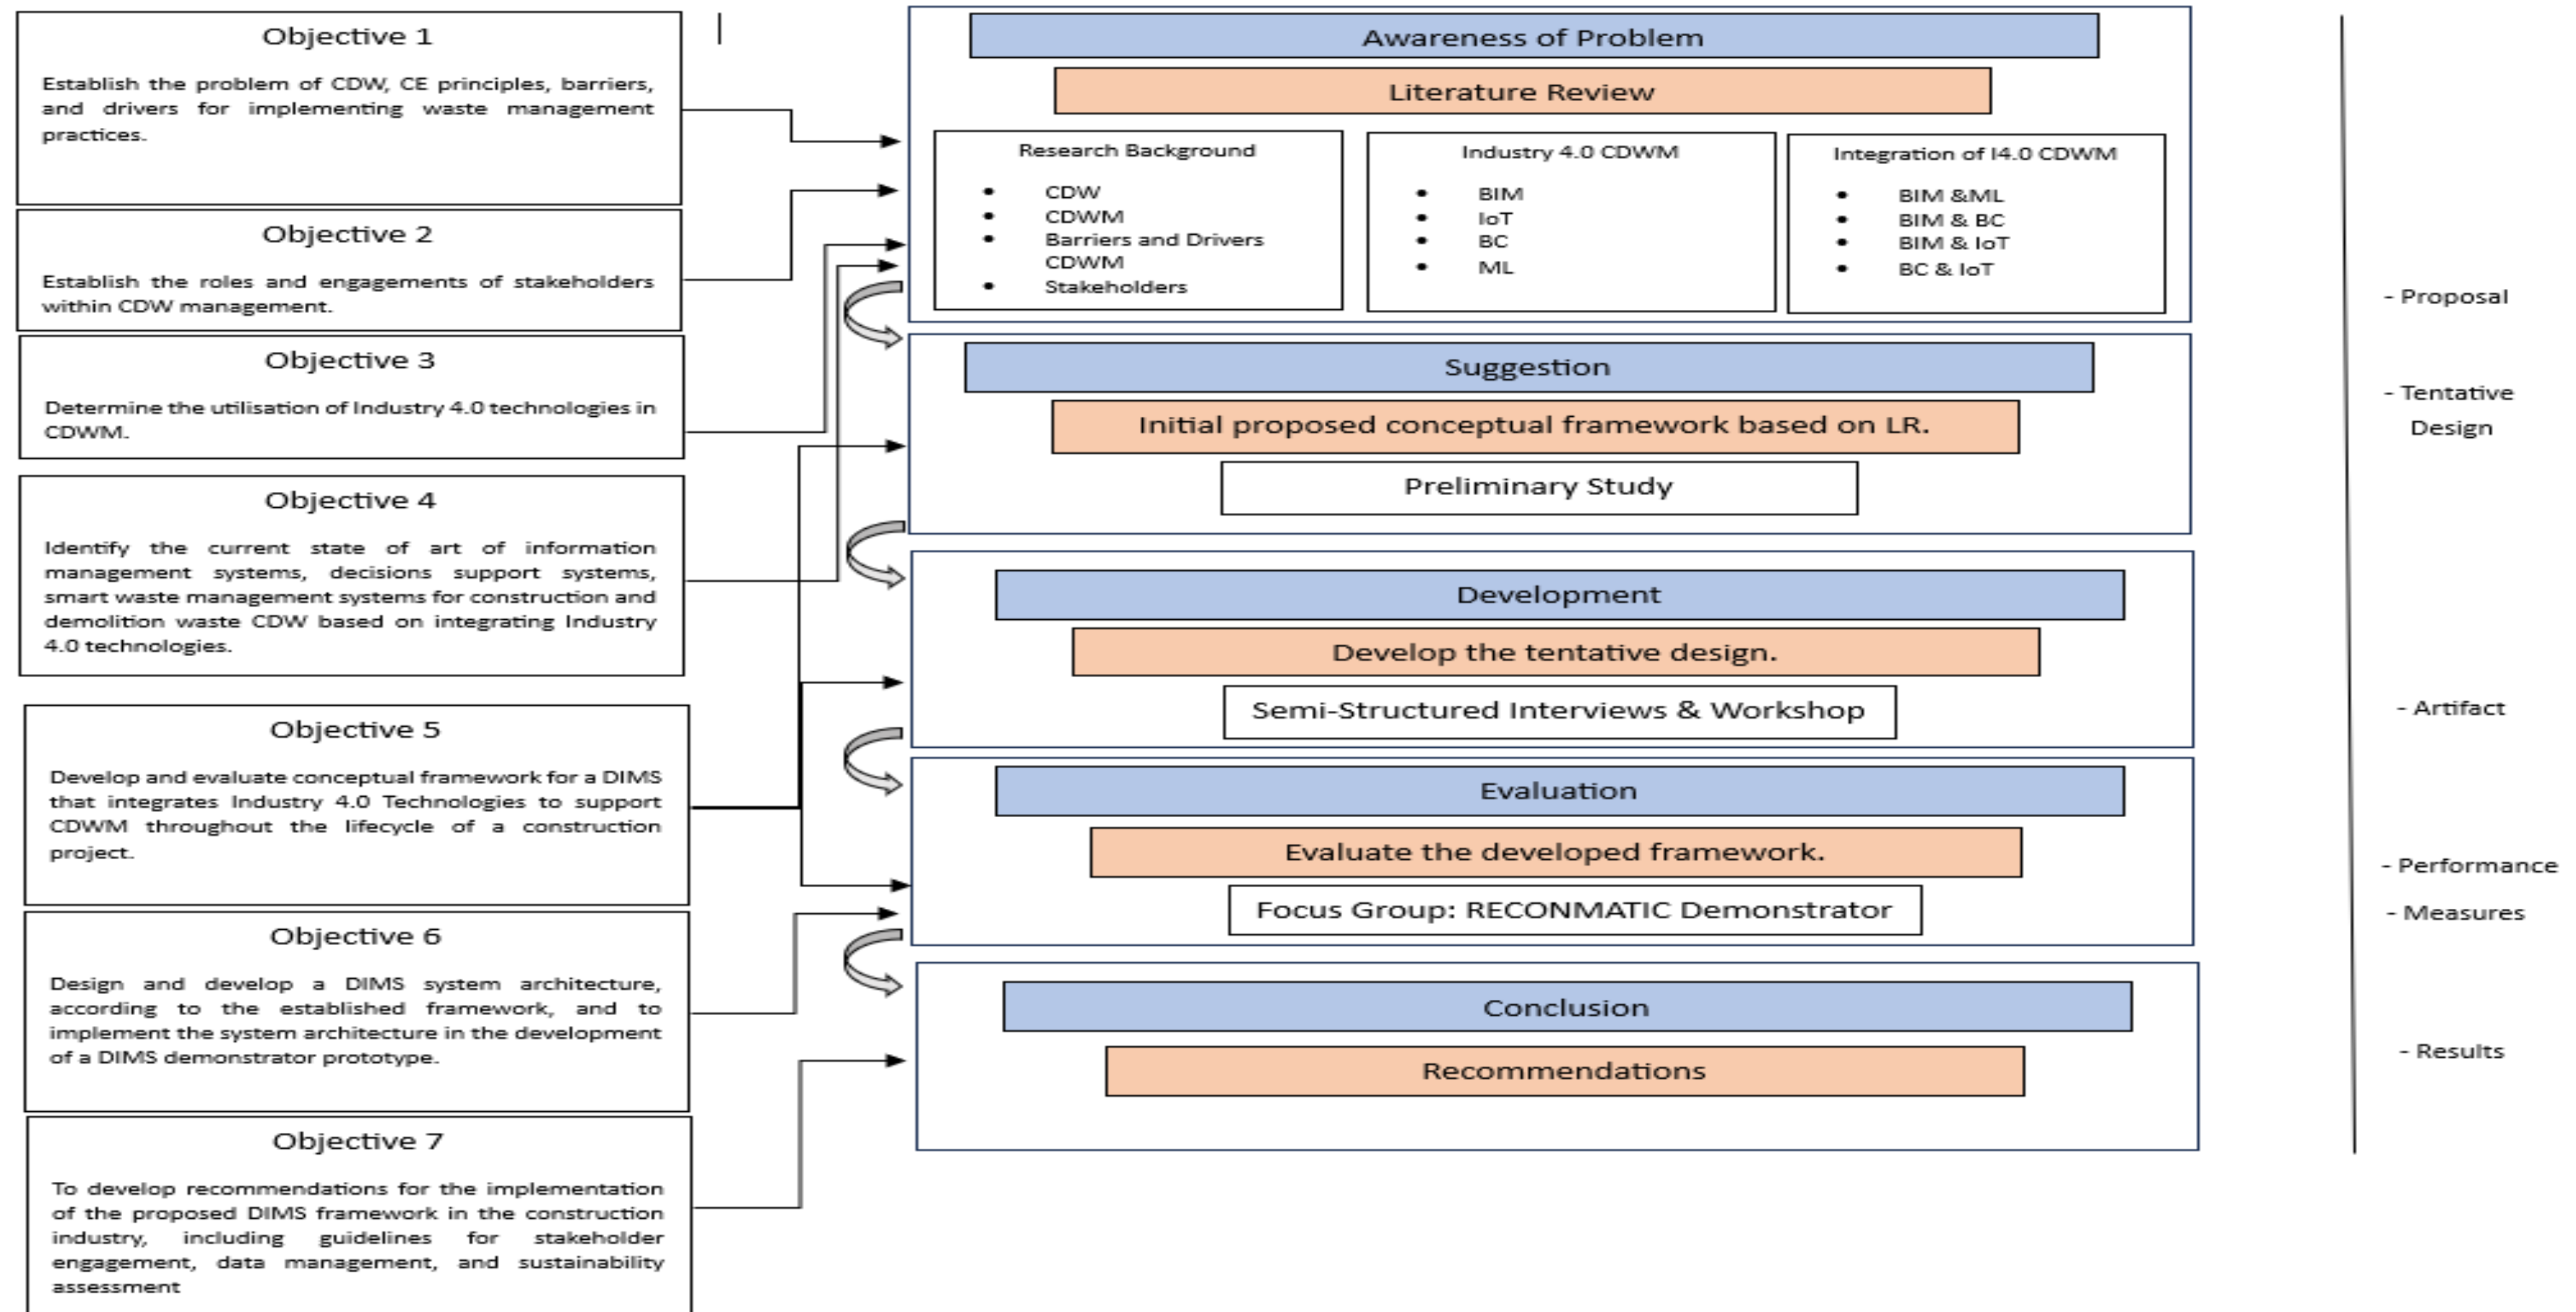 Objective 1
Establish the problem of CDW, CE principles, barriers,
and drivers for implementing waste management
practices.
Objective 2
Establish the roles and engagements of stakeholders
within CDW management.
Objective 3
Determine the utilisation of Industry 4.0 technologies in
CDWM.
Objective 4
Identify the current state of art of information
management systems, decisions support systems,
smart waste management systems for construction and
demolition waste CDW based on integrating Industry
4.0 technologies.
Objective 5
Develop and evaluate conceptual framework for a DIMS
that integrates Industry 4.0 Technologies to support
CDWM throughout the lifecycle of a construction
project.
Objective 6
Design and develop a DIMS system architecture,
according to the established framework, and to
implement the system architecture in the development
of a DIMS demonstrator prototype.
Objective 7
To develop recommendations for the implementation
of the proposed DIMS framework in the construction
industry, including guidelines for stakeholder
engagement, data management, and sustainability
assessment
Awareness of Problem
Literature Review
Research Background
• CDW
• CDWM
• Barriers and Drivers
CDWM
• Stakeholders
Industry 4.0 CDWM
• BIM
• IoT
• BC
• ML
Integration of I4.0 CDWM
• BIM &ML
• BIM & BC
• BIM & IoT
• BC & IoT
Suggestion
Initial proposed conceptual framework based on LR.
Preliminary Study
Development
Develop the tentative design.
Semi-Structured Interviews & Workshop
Evaluation
Evaluate the developed framework.
Focus Group: RECONMATIC Demonstrator
Conclusion
Recommendations
- Proposal
- Tentative
Design
- Artifact
- Performance
- Measures
- Results